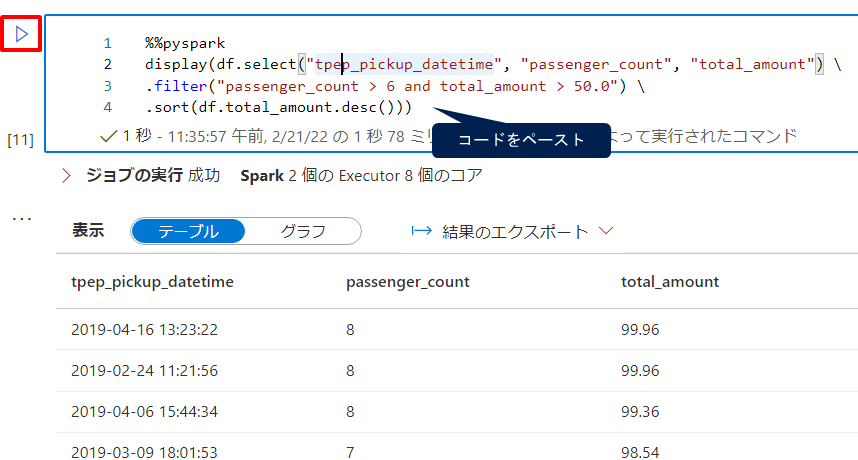 1 %%pyspark
2 display(df.select("tpep_pickup_datetime", "passenger_count", "total_amount") \
3 .filter("passenger_count > 6 and total_amount > 50.0") \
4 .sort(df.total_amount.desc()))
[11]
✓ 1 秒 - 11:35:57 午前, 2/21/22 の 1 秒 78 ミリ よって実行されたコマンド
コードをペースト
ジョブの実行 成功 Spark 2 個の Executor 8 個のコア
...
表示 テーブル グラフ 結果のエクスポート
tpep_pickup_datetime passenger_count total_amount
2019-04-16 13:23:22 8 99.96
2019-02-24 11:21:56 8 99.96
2019-04-06 15:44:34 8 99.36
2019-03-09 18:01:53 7 98.54